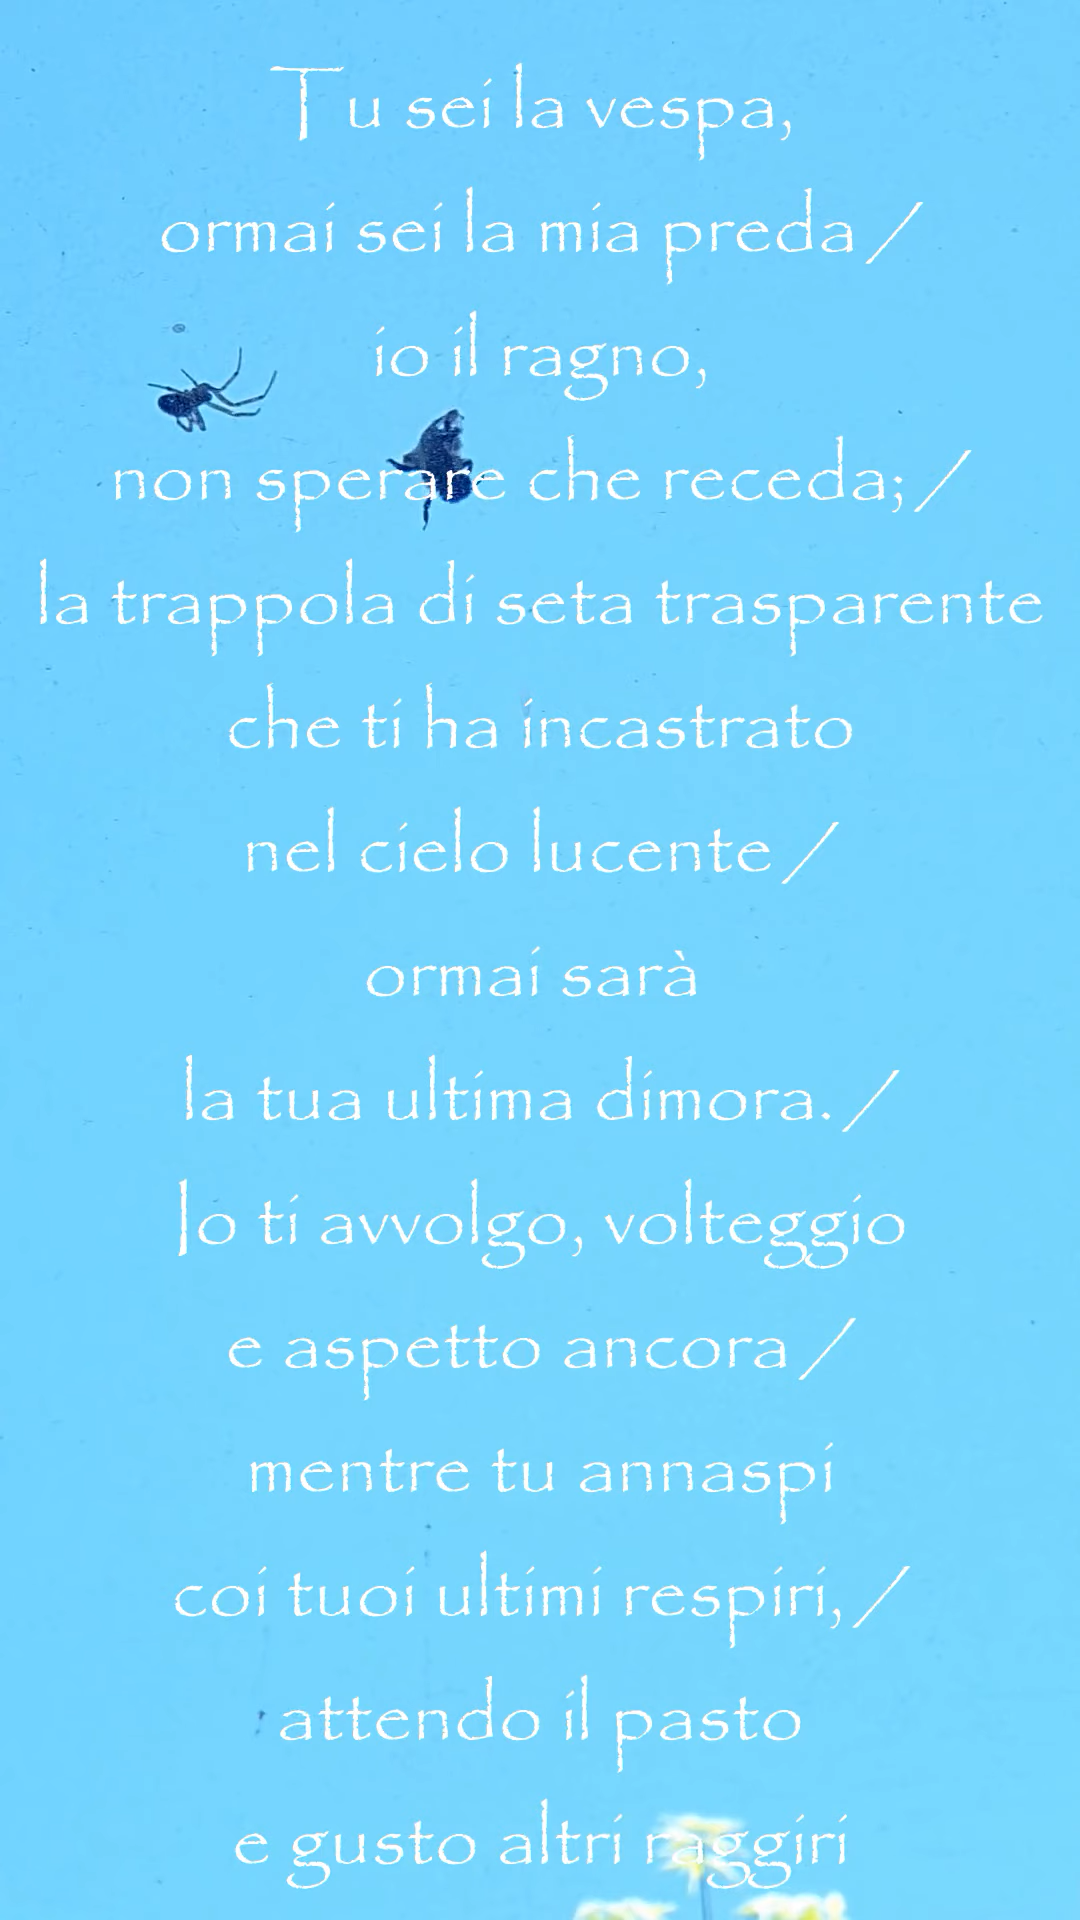 Tu sei la vespa,
ormai sei la mia preda /
io il ragno,
non sperare che receda; /
la trappola di seta trasparente
che ti ha incastrato
nel cielo lucente /
ormai sarà
la tua ultima dimora. /
Io ti avvolgo, volteggio
e aspetto ancora /
mentre tu annaspi
coi tuoi ultimi respiri, /
attendo il pasto
e gusto altri raggiri